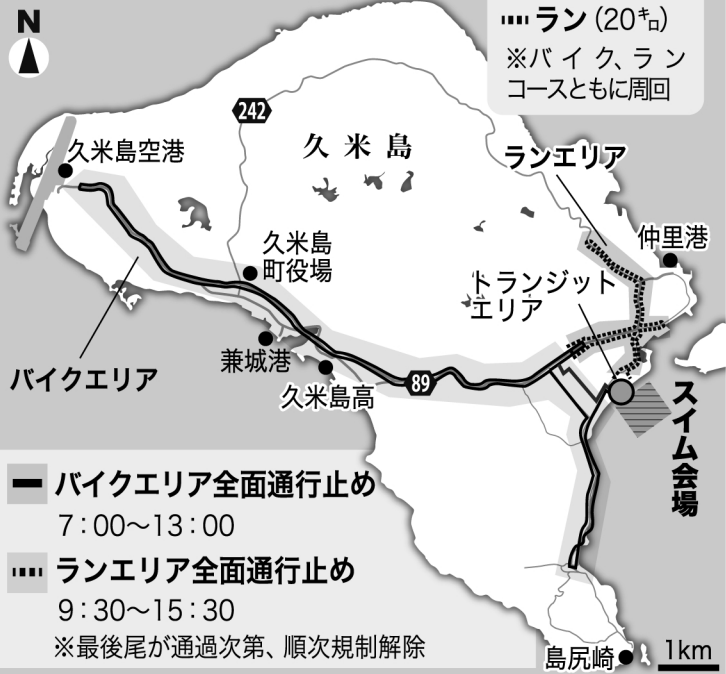 N
ラン(20㌔)
※バイク、ラン
コースともに周回
242
久米島
久米島空港
ランエリア
仲里港
久米島
町役場
トランジット
エリア
兼城港
バイクエリア
久米島高
89
スイム会場
バイクエリア全面通行止め
7:00〜13:00
ランエリア全面通行止め
9:30〜15:30
※最後尾が通過次第、順次規制解除
島尻崎
1km